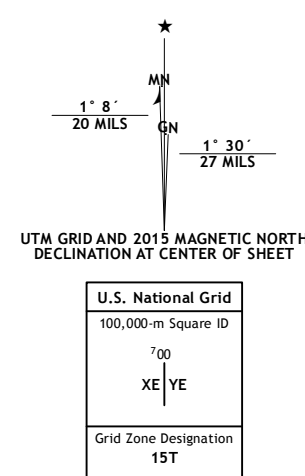 ★
MN
1° 8´
20 MILS
GN
1° 30´
27 MILS
UTM GRID AND 2015 MAGNETIC NORTH
DECLINATION AT CENTER OF SHEET
U.S. National Grid
100,000-m Square ID
⁷00
XE YE
Grid Zone Designation
15T